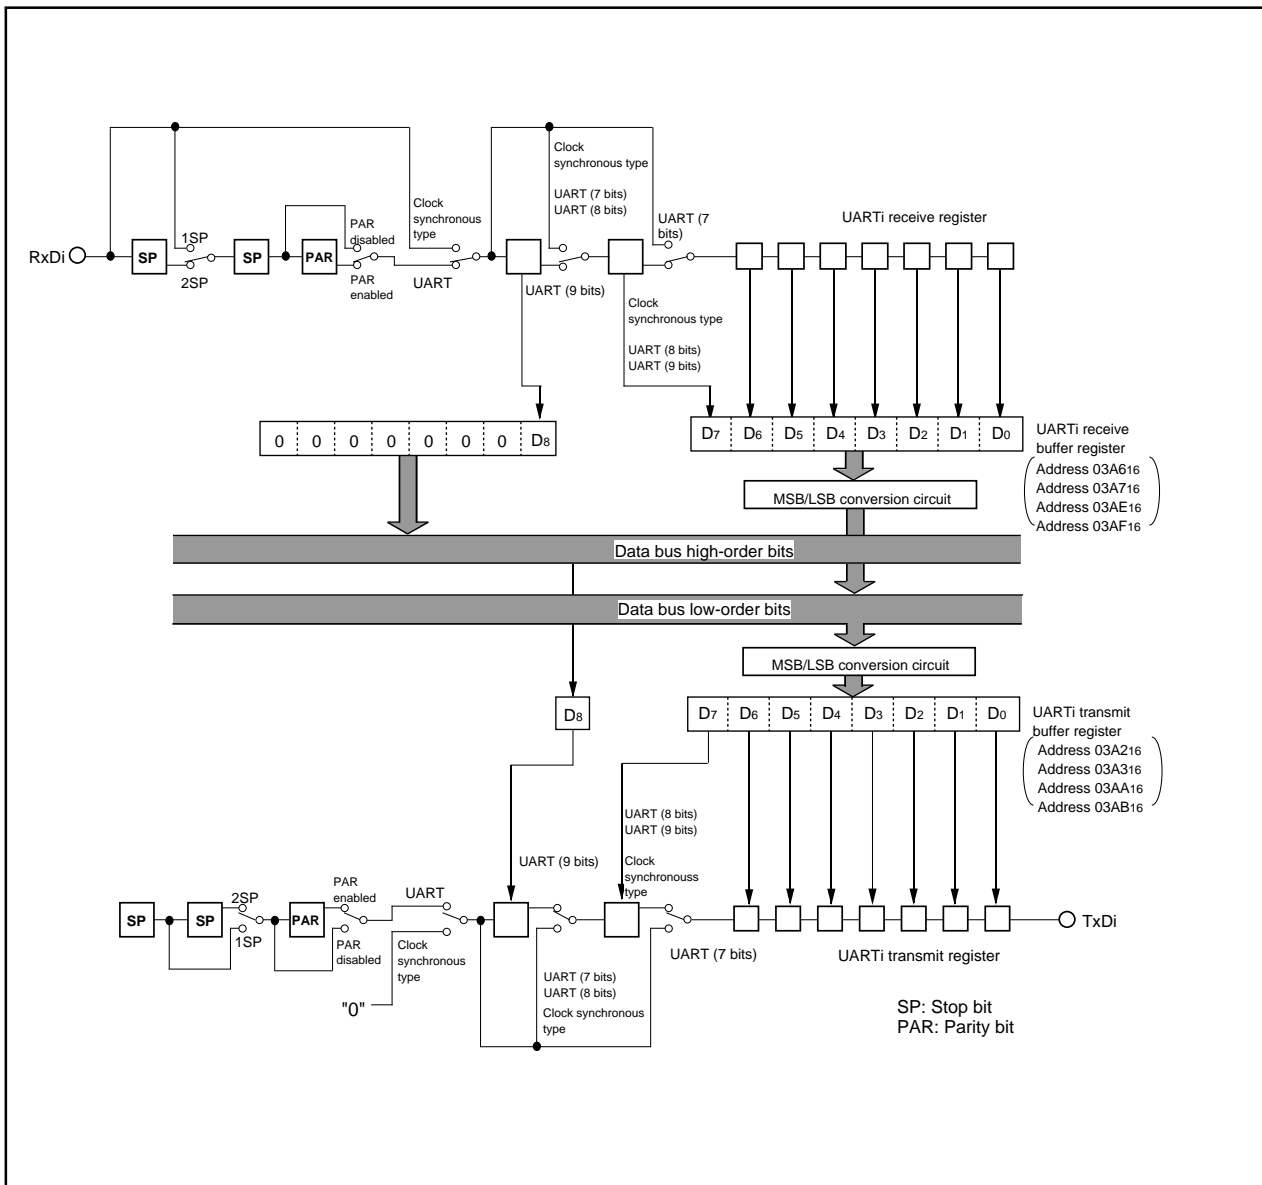 Clock
synchronous type
UART (7 bits)
UART (8 bits)
Clock
synchronous
type
PAR
disabled
UART (7
bits)
UARTi receive register
RxDi
SP
1SP
2SP
SP
PAR
PAR
enabled
UART
UART (9 bits)
Clock
synchronous type
UART (8 bits)
UART (9 bits)
0 0 0 0 0 0 0 D8
D7 D6 D5 D4 D3 D2 D1 D0
UARTi receive
buffer register
Address 03A616
Address 03A716
Address 03AE16
Address 03AF16
MSB/LSB conversion circuit
Data bus high-order bits
Data bus low-order bits
MSB/LSB conversion circuit
D8
D7 D6 D5 D4 D3 D2 D1 D0
UARTi transmit
buffer register
Address 03A216
Address 03A316
Address 03AA16
Address 03AB16
UART (8 bits)
UART (9 bits)
UART (9 bits)
Clock
synchronouss
type
SP
SP
2SP
1SP
PAR
PAR
enabled
PAR
disabled
UART
Clock
synchronous
type
"0"
UART (7 bits)
UART (8 bits)
Clock synchronous
type
UART (7 bits)
TxDi
UARTi transmit register
SP: Stop bit
PAR: Parity bit